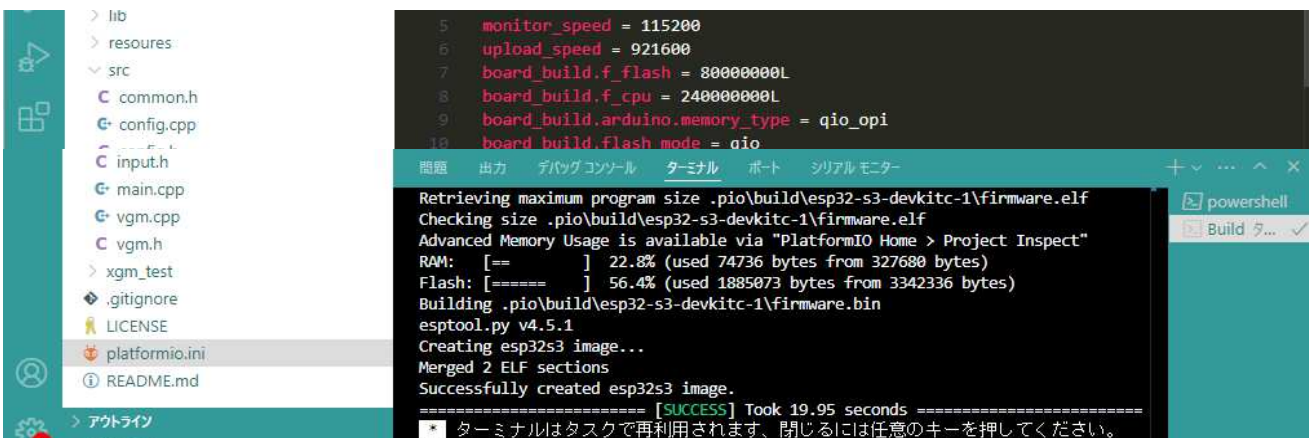 lib
resoures
src
common.h
config.cpp
input.h
main.cpp
vgm.cpp
vgm.h
xgm_test
.gitignore
LICENSE
platformio.ini
README.md
アウトライン
5 monitor_speed = 115200
6 upload_speed = 921600
7 board_build.f_flash = 80000000L
8 board_build.f_cpu = 240000000L
9 board_build.arduino.memory_type = qio_opi
10 board_build.flash_mode = qio
問題 出力 デバッグ コンソール ターミナル ポート シリアル モニター
Retrieving maximum program size .pio\build\esp32-s3-devkitc-1\firmware.elf
Checking size .pio\build\esp32-s3-devkitc-1\firmware.elf
Advanced Memory Usage is available via "PlatformIO Home > Project Inspect"
RAM: [== ] 22.8% (used 74736 bytes from 327680 bytes)
Flash: [====== ] 56.4% (used 1885073 bytes from 3342336 bytes)
Building .pio\build\esp32-s3-devkitc-1\firmware.bin
esptool.py v4.5.1
Creating esp32s3 image...
Merged 2 ELF sections
Successfully created esp32s3 image.
========================= [SUCCESS] Took 19.95 seconds =========================
* ターミナルはタスクで再利用されます、閉じるには任意のキーを押してください。
powershell
Build タ...